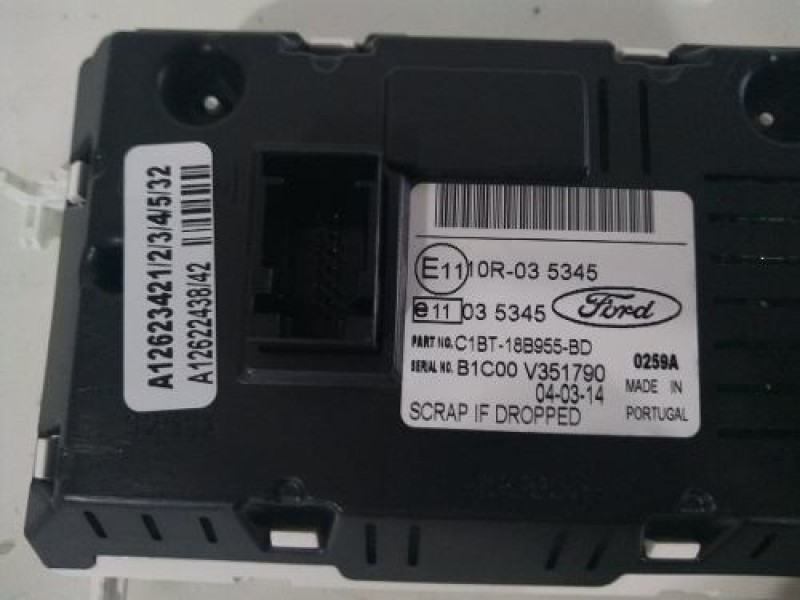 A12623421/2/3/4/5/32
A12622438/42
E11 10R-03 5345
e11 03 5345 Ford
PART NO. C1BT-18B955-BD
SERIAL NO. B1C00 V351790 0259A
04-03-14 MADE IN
SCRAP IF DROPPED PORTUGAL